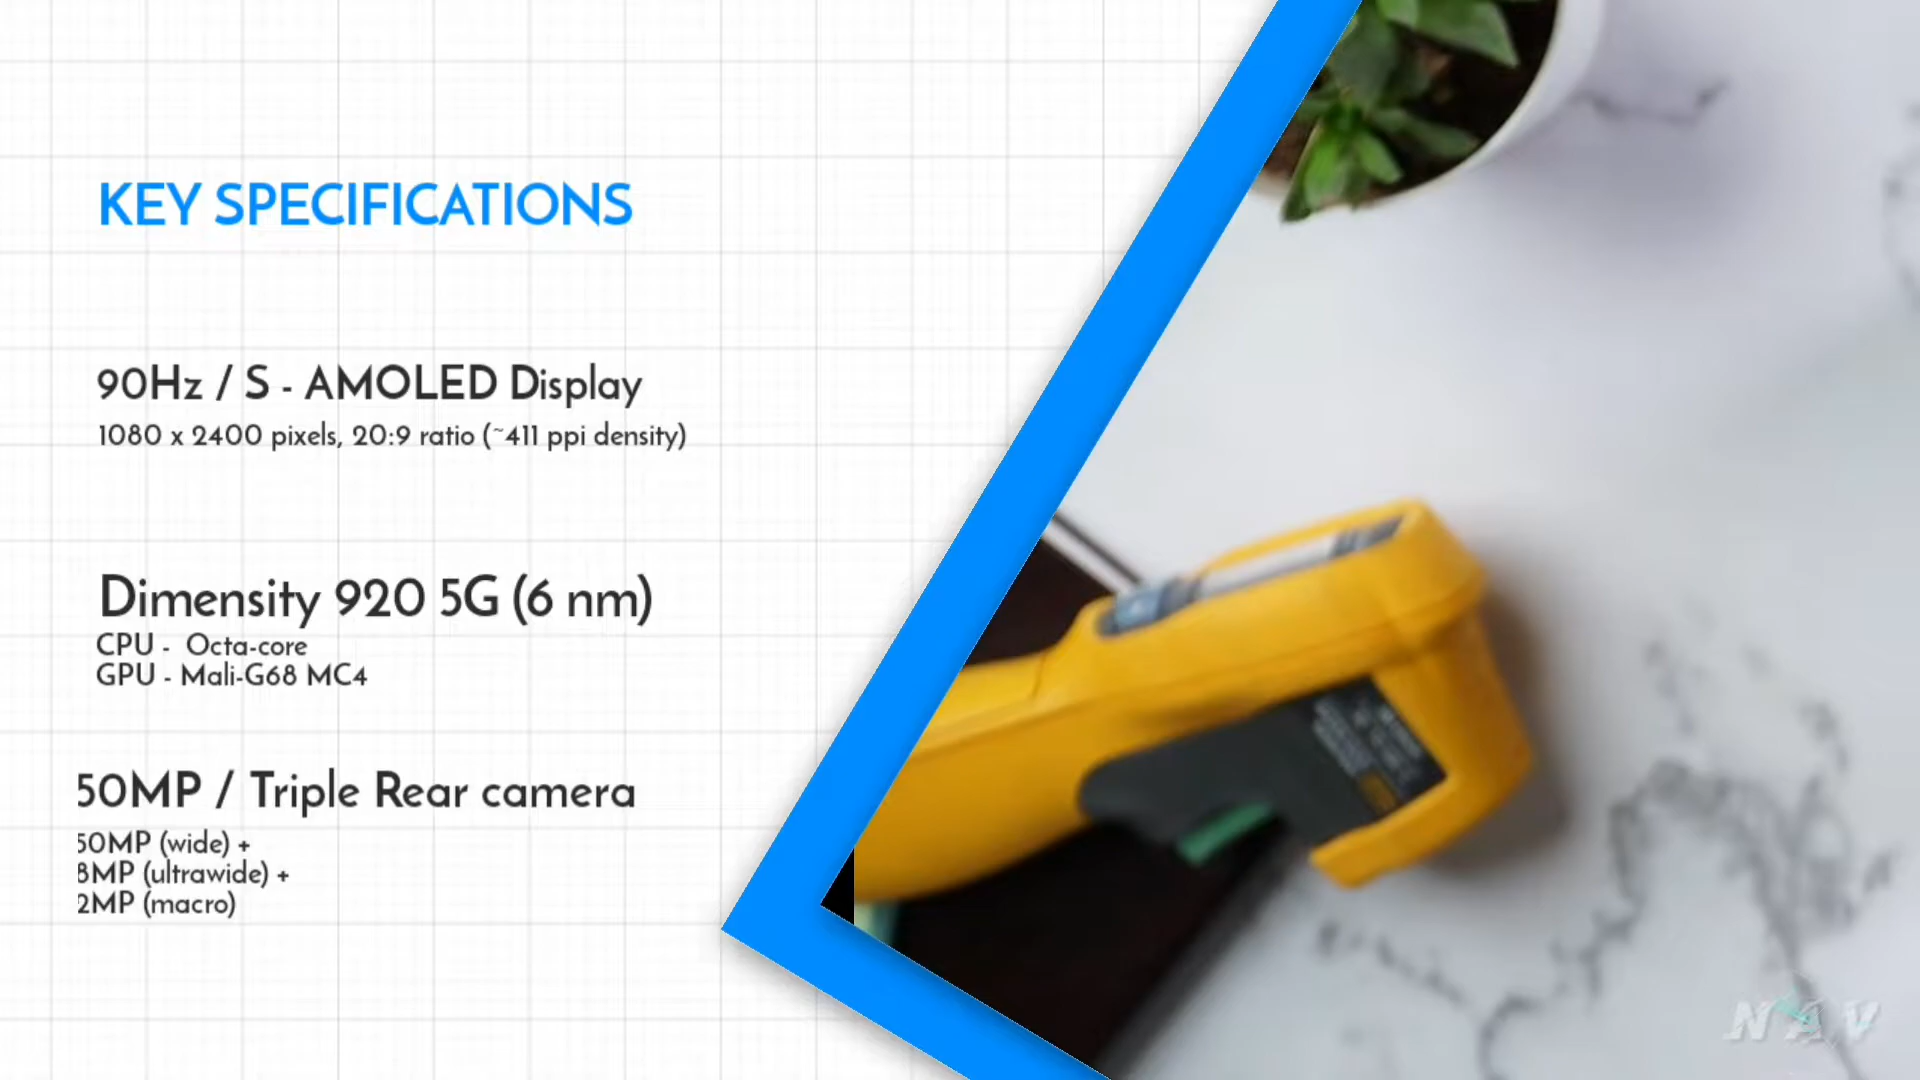 KEY SPECIFICATIONS
90Hz / S - AMOLED Display
1080 x 2400 pixels, 20:9 ratio (~411 ppi density)
Dimensity 920 5G (6 nm)
CPU -  Octa-core
GPU - Mali-G68 MC4
50MP / Triple Rear camera
50MP (wide) +
8MP (ultrawide) +
2MP (macro)
NAV